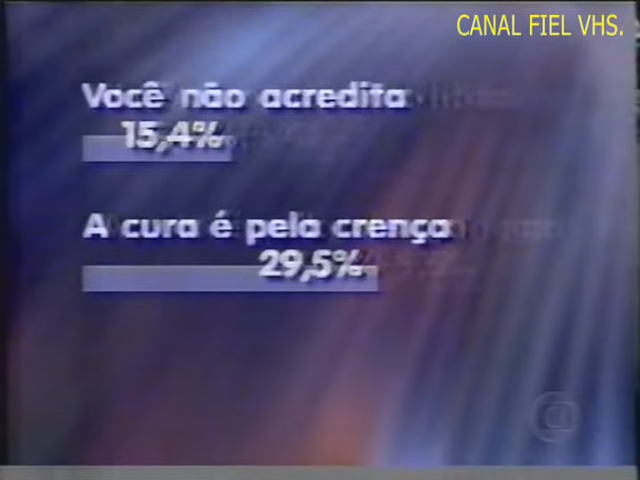 CANAL FIEL VHS.
Você não acredita
15,4%
A cura é pela crença
29,5%